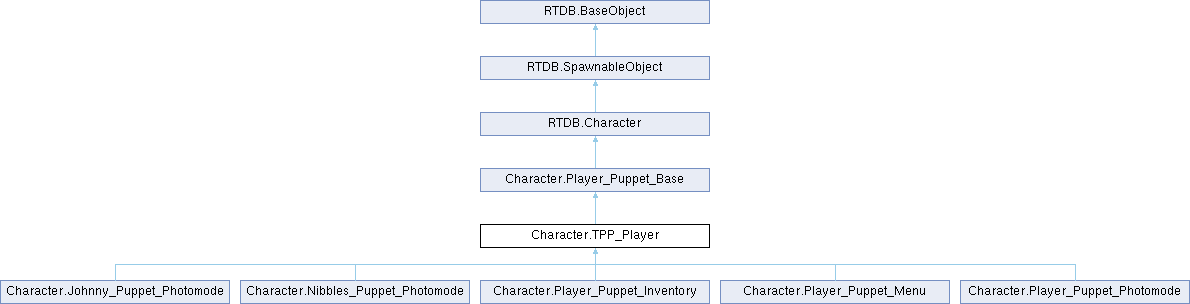 RTDB.BaseObject
RTDB.SpawnableObject
RTDB.Character
Character.Player_Puppet_Base
Character.TPP_Player
Character.Johnny_Puppet_Photomode
Character.Nibbles_Puppet_Photomode
Character.Player_Puppet_Inventory
Character.Player_Puppet_Menu
Character.Player_Puppet_Photomode